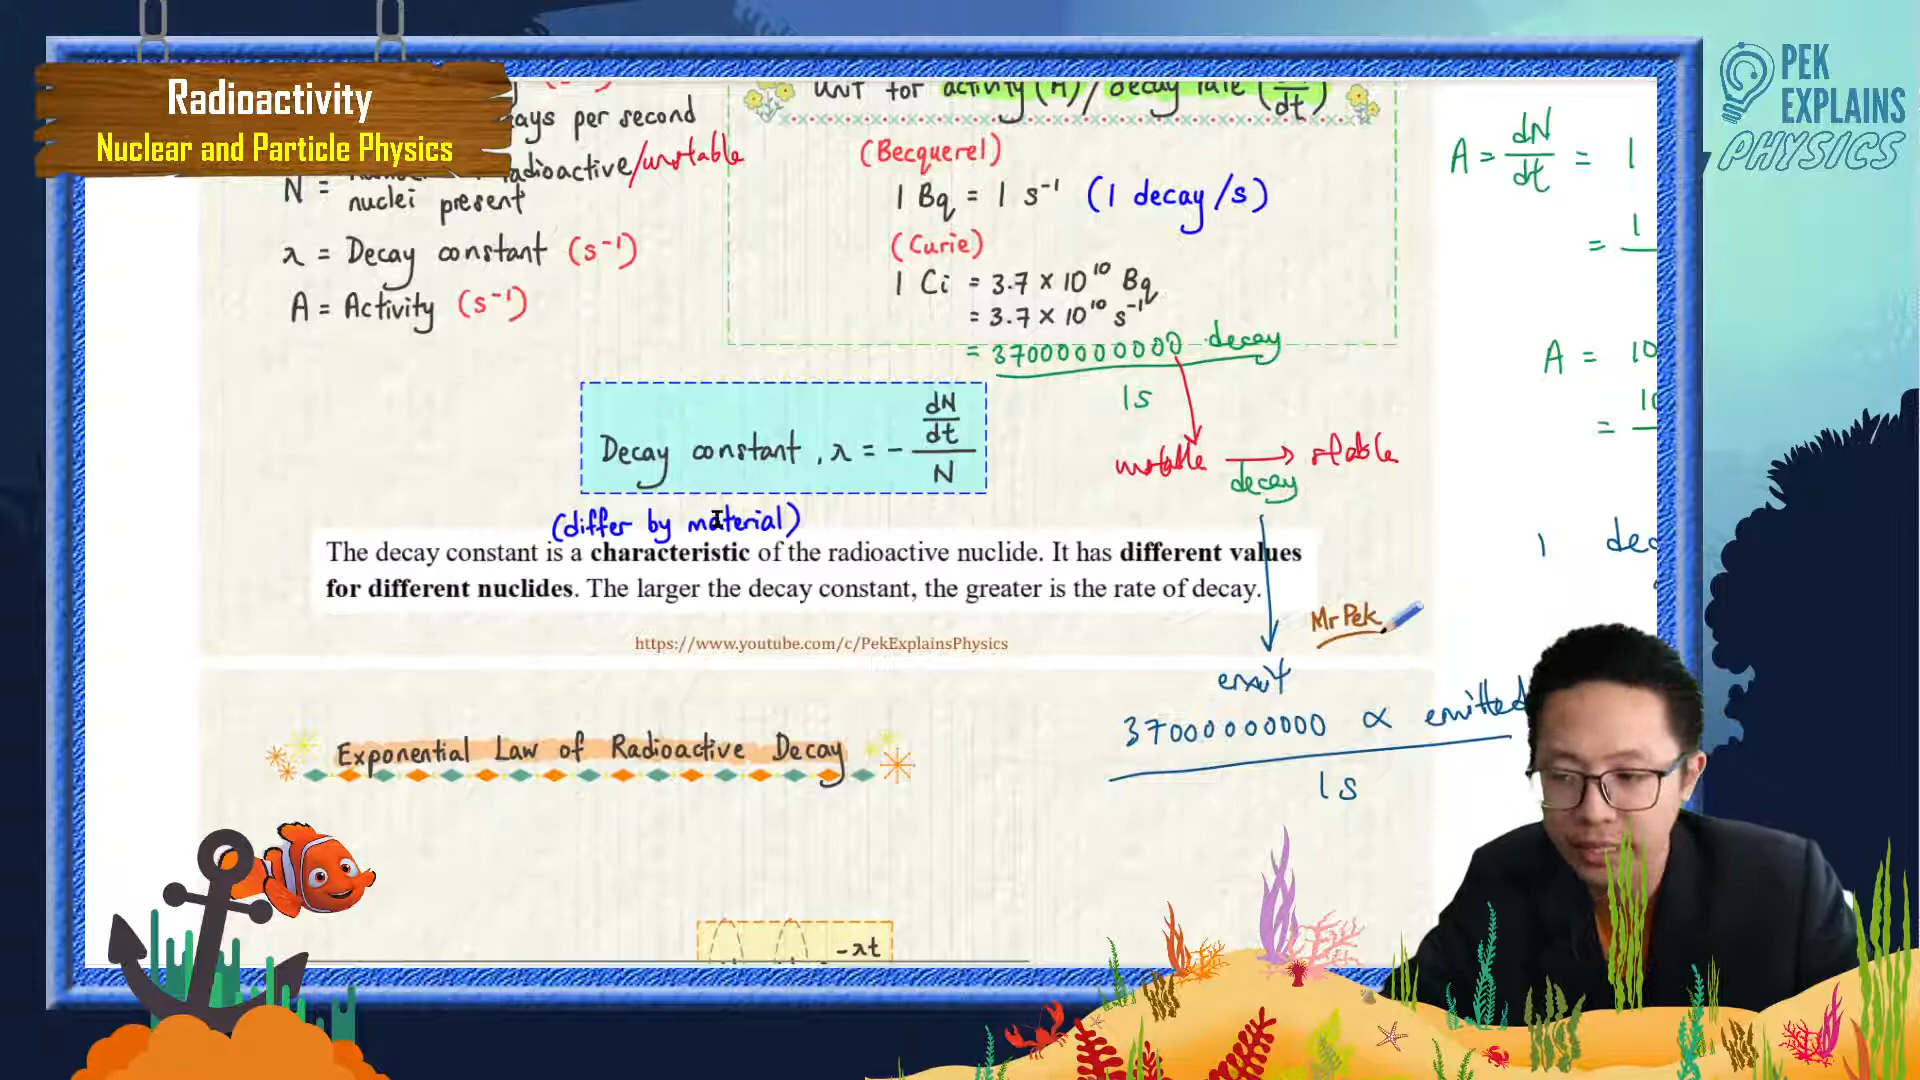 Radioactivity
Nuclear and Particle Physics
PEK
EXPLAINS
PHYSICS
ays per second
adioactive/unstable
N =
nuclei present
λ = Decay constant (s⁻¹)
A = Activity (s⁻¹)
UNIT for activity (A) / decay rate (dN/dt)
(Becquerel)
1 Bq = 1 s⁻¹ (1 decay/s)
(Curie)
1 Ci = 3.7 × 10¹⁰ Bq
= 3.7 × 10¹⁰ s⁻¹
= 37000000000 decay
1s
unstable → stable
decay
A = dN/dt = 1
= 1
A = 10
= 10
1 dec
Decay constant, λ = - dN/dt / N
(differ by material)
The decay constant is a characteristic of the radioactive nuclide. It has different values
for different nuclides. The larger the decay constant, the greater is the rate of decay.
Mr Pek
https://www.youtube.com/c/PekExplainsPhysics
emit
37000000000 α emitted
1s
Exponential Law of Radioactive Decay
-λt